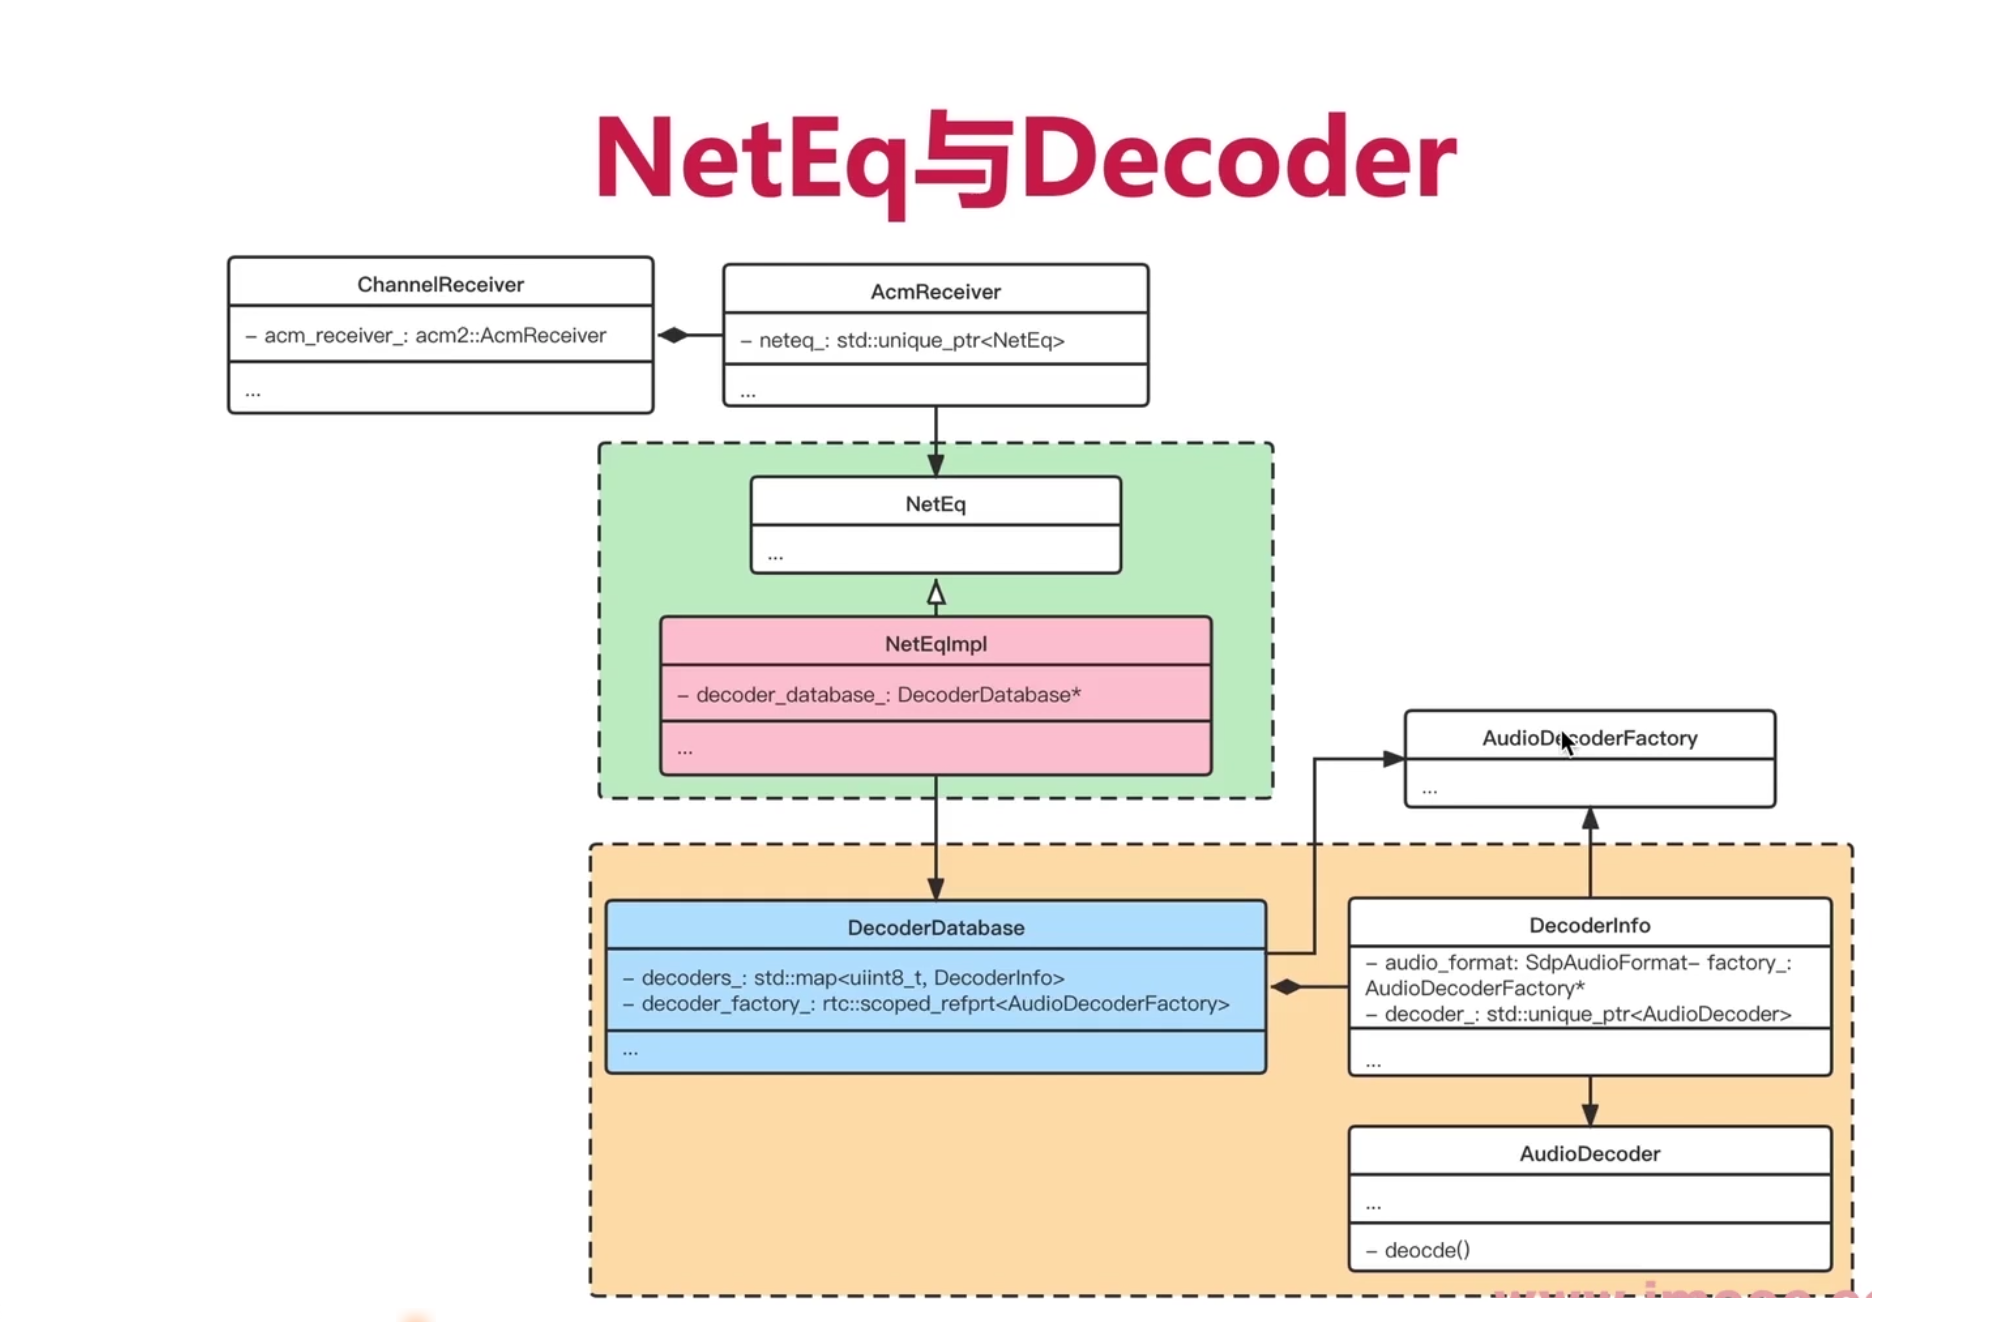 NetEq与Decoder
ChannelReceiver
– acm_receiver_: acm2::AcmReceiver
...
AcmReceiver
– neteq_: std::unique_ptr<NetEq>
...
NetEq
...
NetEqImpl
– decoder_database_: DecoderDatabase*
...
AudioDecoderFactory
...
DecoderDatabase
– decoders_: std::map<uiint8_t, DecoderInfo>
– decoder_factory_: rtc::scoped_refprt<AudioDecoderFactory>
...
DecoderInfo
– audio_format: SdpAudioFormat– factory_:
AudioDecoderFactory*
– decoder_: std::unique_ptr<AudioDecoder>
...
AudioDecoder
...
– deocde()